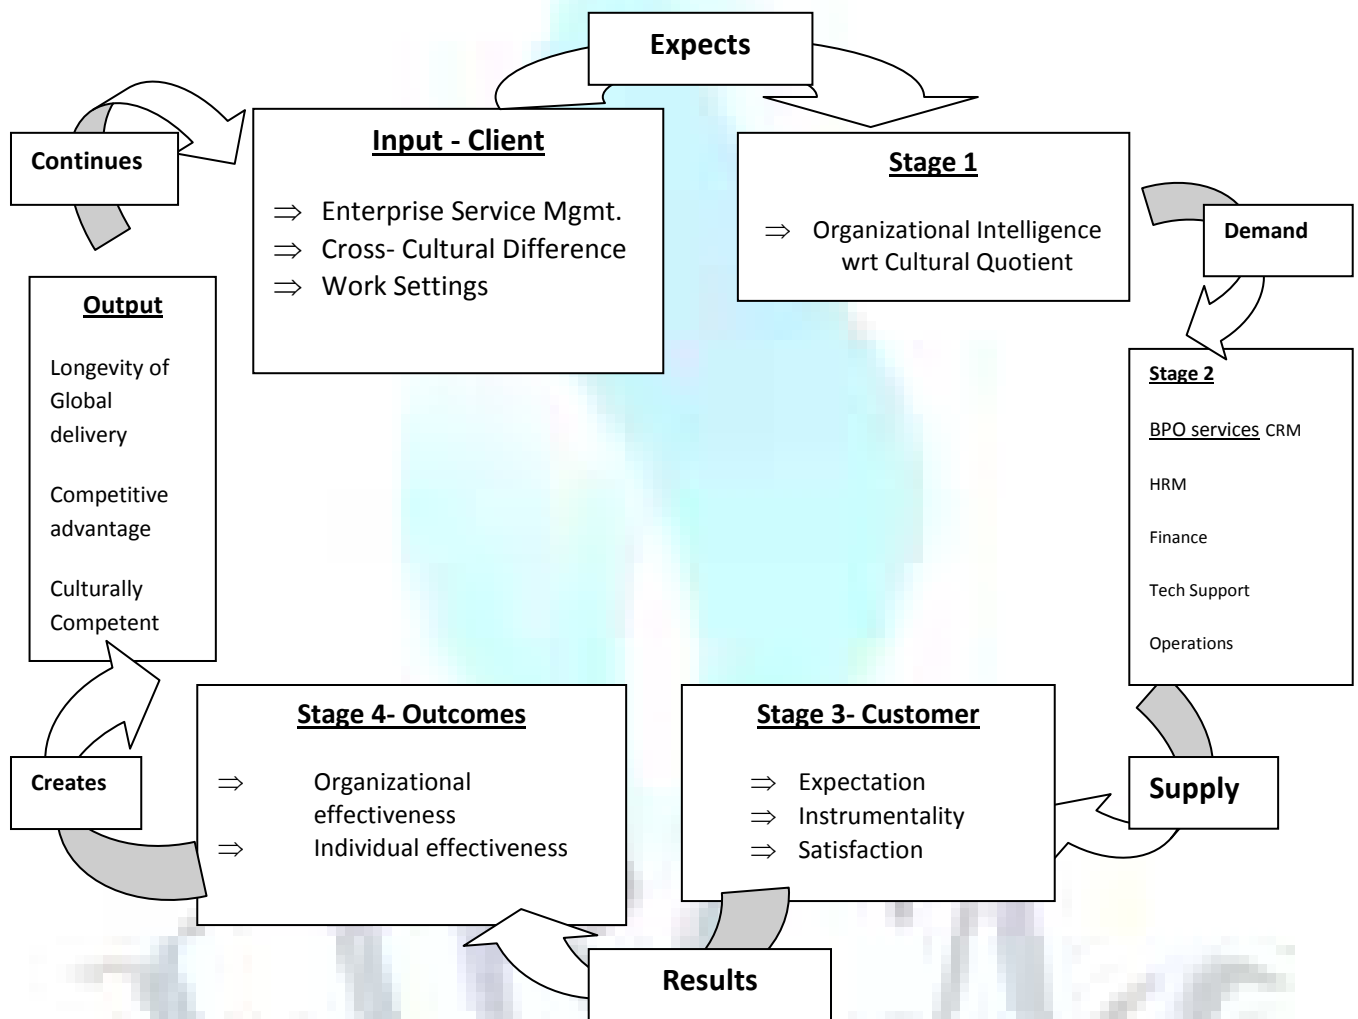 Expects
Continues
Input - Client
⇒ Enterprise Service Mgmt.
⇒ Cross- Cultural Difference
⇒ Work Settings
Stage 1
⇒ Organizational Intelligence
wrt Cultural Quotient
Demand
Stage 2
BPO services CRM
HRM
Finance
Tech Support
Operations
Supply
Stage 3- Customer
⇒ Expectation
⇒ Instrumentality
⇒ Satisfaction
Results
Stage 4- Outcomes
⇒ Organizational
effectiveness
⇒ Individual effectiveness
Creates
Output
Longevity of
Global
delivery
Competitive
advantage
Culturally
Competent